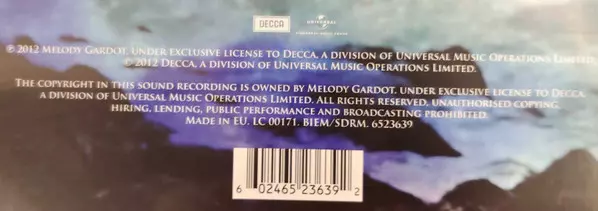 DECCA
UNIVERSAL
℗ 2012 MELODY GARDOT, UNDER EXCLUSIVE LICENSE TO DECCA, A DIVISION OF UNIVERSAL MUSIC OPERATIONS LIMITED.
© 2012 DECCA, A DIVISION OF UNIVERSAL MUSIC OPERATIONS LIMITED.
THE COPYRIGHT IN THIS SOUND RECORDING IS OWNED BY MELODY GARDOT, UNDER EXCLUSIVE LICENSE TO DECCA,
A DIVISION OF UNIVERSAL MUSIC OPERATIONS LIMITED. ALL RIGHTS RESERVED. UNAUTHORISED COPYING,
HIRING, LENDING, PUBLIC PERFORMANCE AND BROADCASTING PROHIBITED.
MADE IN EU. LC 00171. BIEM/SDRM. 6523639
6 02465 23639 2